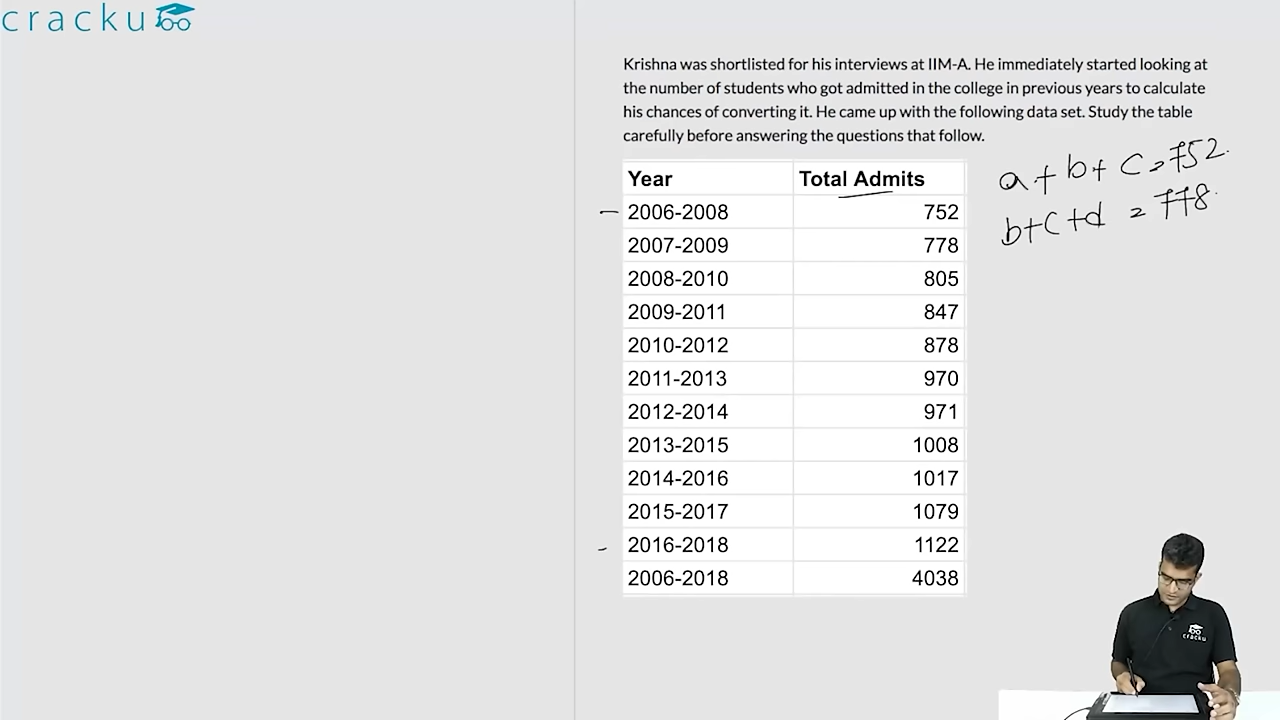 cracku
Krishna was shortlisted for his interviews at IIM-A. He immediately started looking at
the number of students who got admitted in the college in previous years to calculate
his chances of converting it. He came up with the following data set. Study the table
carefully before answering the questions that follow.
Year Total Admits
2006-2008 752
2007-2009 778
2008-2010 805
2009-2011 847
2010-2012 878
2011-2013 970
2012-2014 971
2013-2015 1008
2014-2016 1017
2015-2017 1079
2016-2018 1122
2006-2018 4038
a+b+c=752.
b+c+d=778.
cracku